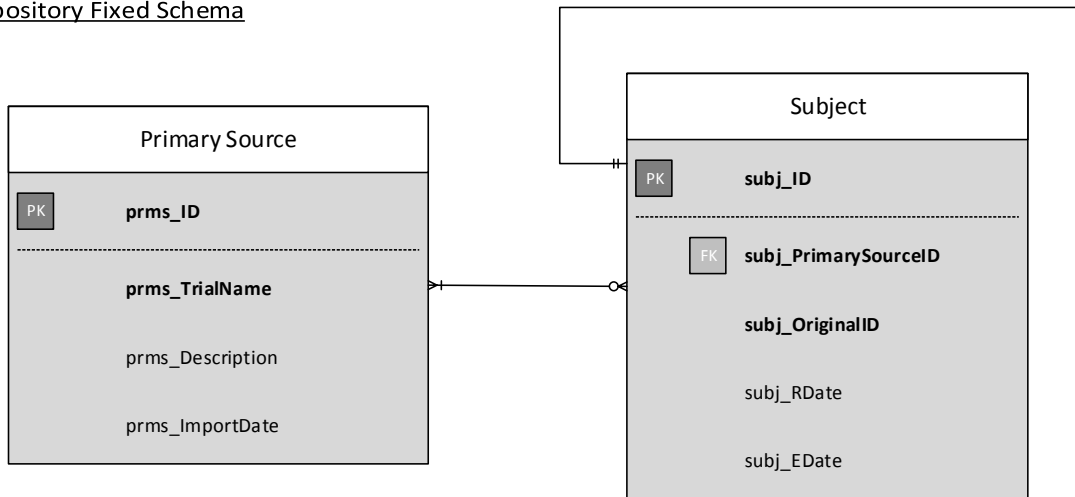 pository Fixed Schema
Primary Source
PK prms_ID
prms_TrialName
prms_Description
prms_ImportDate
Subject
PK subj_ID
FK subj_PrimarySourceID
subj_OriginalID
subj_RDate
subj_EDate